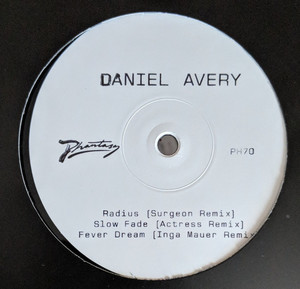 DANIEL AVERY
Phantasy
PH70
Radius [Surgeon Remix]
Slow Fade [Actress Remix]
Fever Dream [Inga Mauer Remix